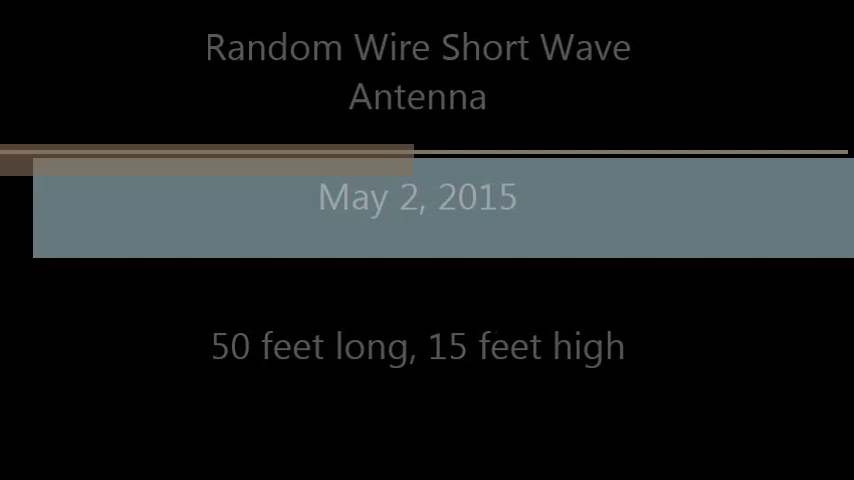 Random Wire Short Wave
Antenna
May 2, 2015
50 feet long, 15 feet high